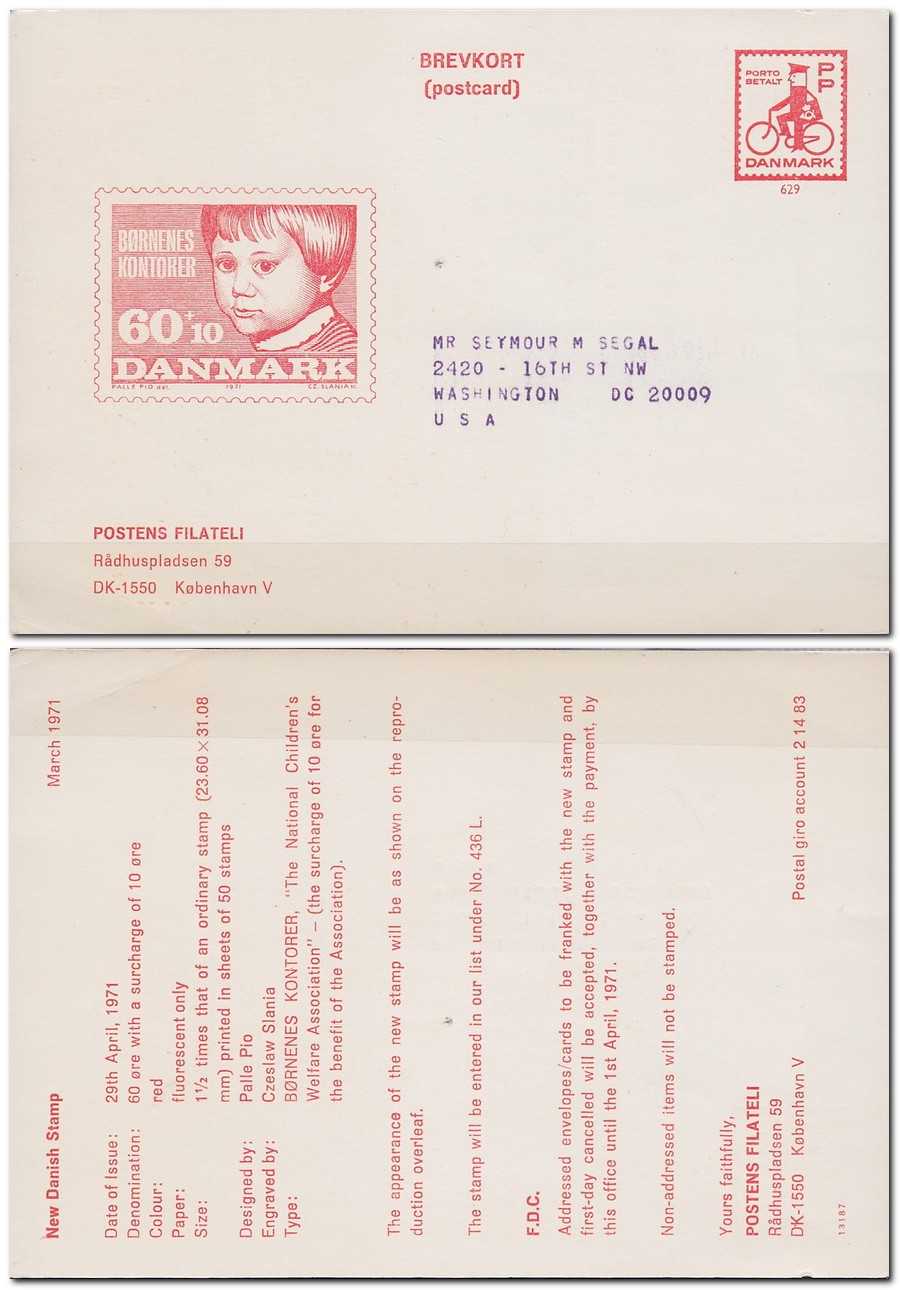 BREVKORT
(postcard)
PORTO
BETALT
PP
DANMARK
629
BØRNENES
KONTORER
60+10
DANMARK
PALLE PIO del. 1971 CZ. SLANIA sc.
MR SEYMOUR M SEGAL
2420 - 16TH ST NW
WASHINGTON DC 20009
U S A
POSTENS FILATELI
Rådhuspladsen 59
DK-1550 København V
New Danish Stamp March 1971
Date of Issue: 29th April, 1971
Denomination: 60 øre with a surcharge of 10 øre
Colour: red
Paper: fluorescent only
Size: 1½ times that of an ordinary stamp (23.60 × 31.08
mm) printed in sheets of 50 stamps
Designed by: Palle Pio
Engraved by: Czeslaw Slania
Type: BØRNENES KONTORER, "The National Children's
Welfare Association" – (the surcharge of 10 øre for
the benefit of the Association).
The appearance of the new stamp will be as shown on the repro-
duction overleaf.
The stamp will be entered in our list under No. 436 L.
F.D.C.
Addressed envelopes/cards to be franked with the new stamp and
first-day cancelled will be accepted, together with the payment, by
this office until the 1st April, 1971.
Non-addressed items will not be stamped.
Yours faithfully,
POSTENS FILATELI
Rådhuspladsen 59
DK-1550 København V Postal giro account 2 14 83
13187